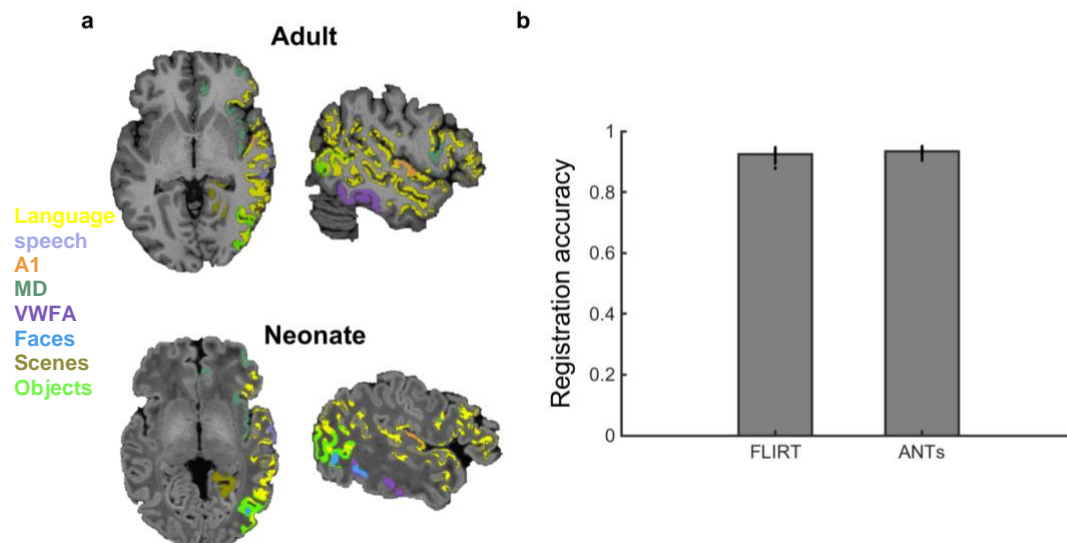 a
Adult
Language
speech
A1
MD
VWFA
Faces
Scenes
Objects
Neonate
b
Registration accuracy
1
0.8
0.6
0.4
0.2
0
FLIRT
ANTs